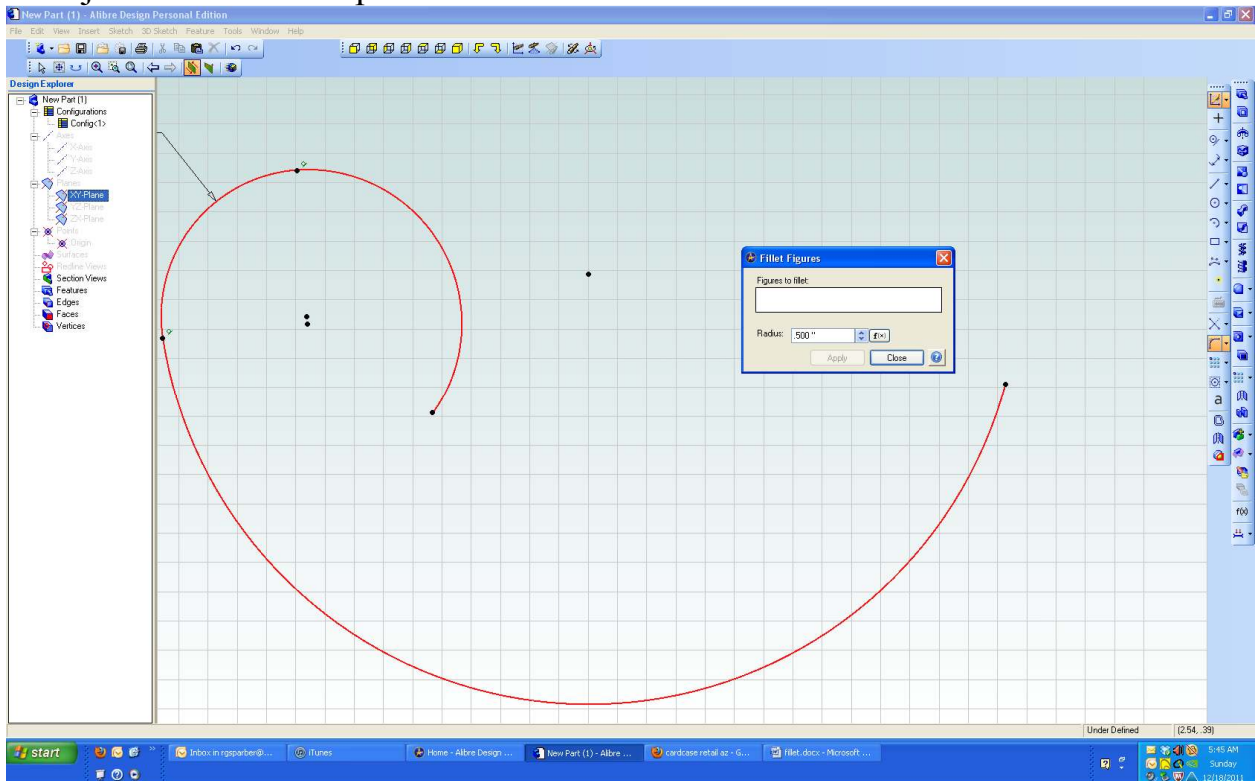 New Part (1) - Alibre Design Personal Edition
File Edit View Insert Sketch 3D Sketch Feature Tools Window Help
Design Explorer
New Part (1)
Configurations
Config<1>
Axes
X-Axis
Y-Axis
Z-Axis
Planes
XY-Plane
YZ-Plane
ZX-Plane
Points
Origin
Surfaces
Redline Views
Section Views
Features
Edges
Faces
Vertices
Fillet Figures
Figures to fillet:
Radius: .500 " f(x)
Apply Close ?
a
f(x)
Under Defined (2.54, .39)
start Inbox in rgsparber@... iTunes Home - Alibre Design ... New Part (1) - Alibre ... cardcase retail az - G... fillet.docx - Microsoft ... 5:45 AM
Sunday
12/18/2011